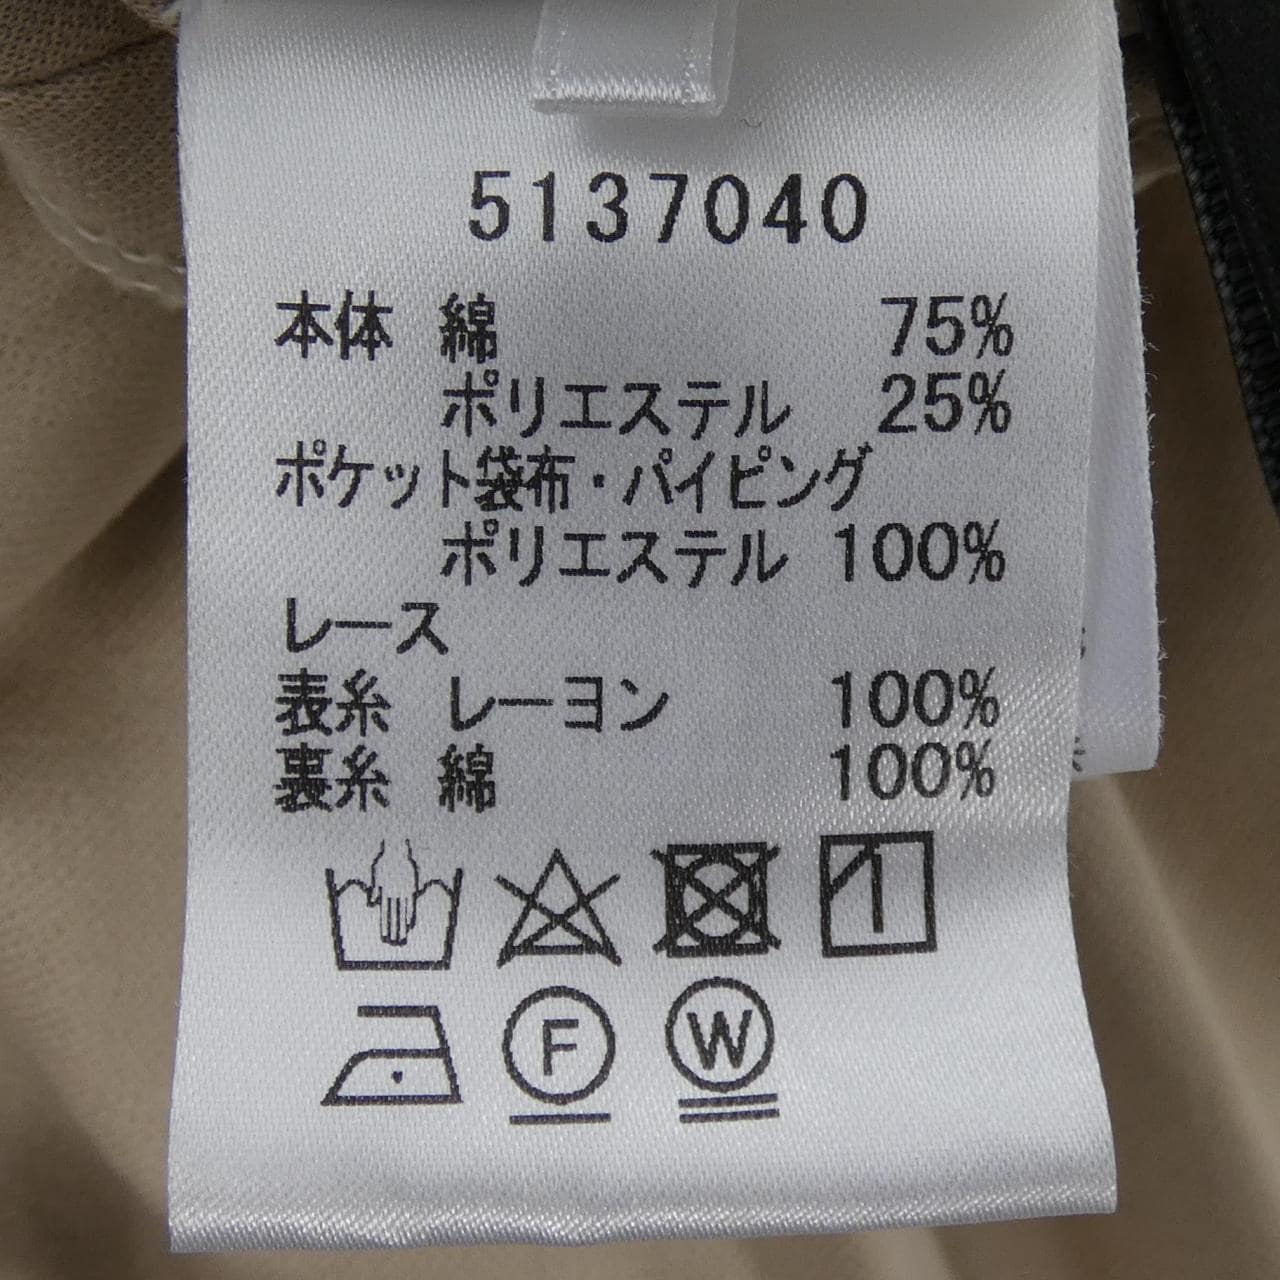 5137040
本体 綿 75%
ポリエステル 25%
ポケット袋布・パイピング
ポリエステル 100%
レース
表糸 レーヨン 100%
裏糸 綿 100%
F W